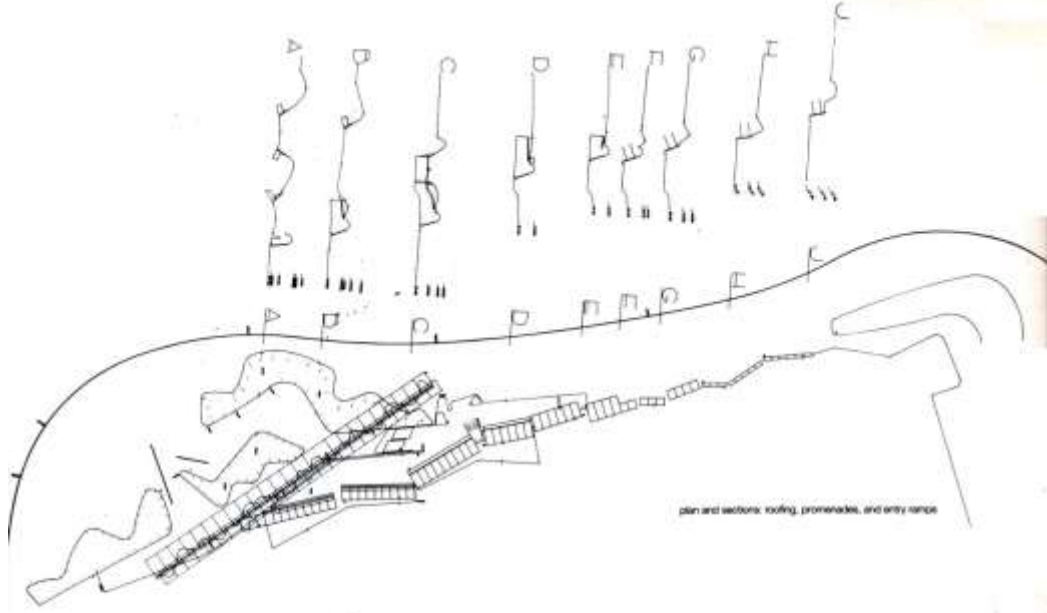 A B C D E F G H J
A B C D E F G H J
plan and sections: roofing, promenades, and entry ramps